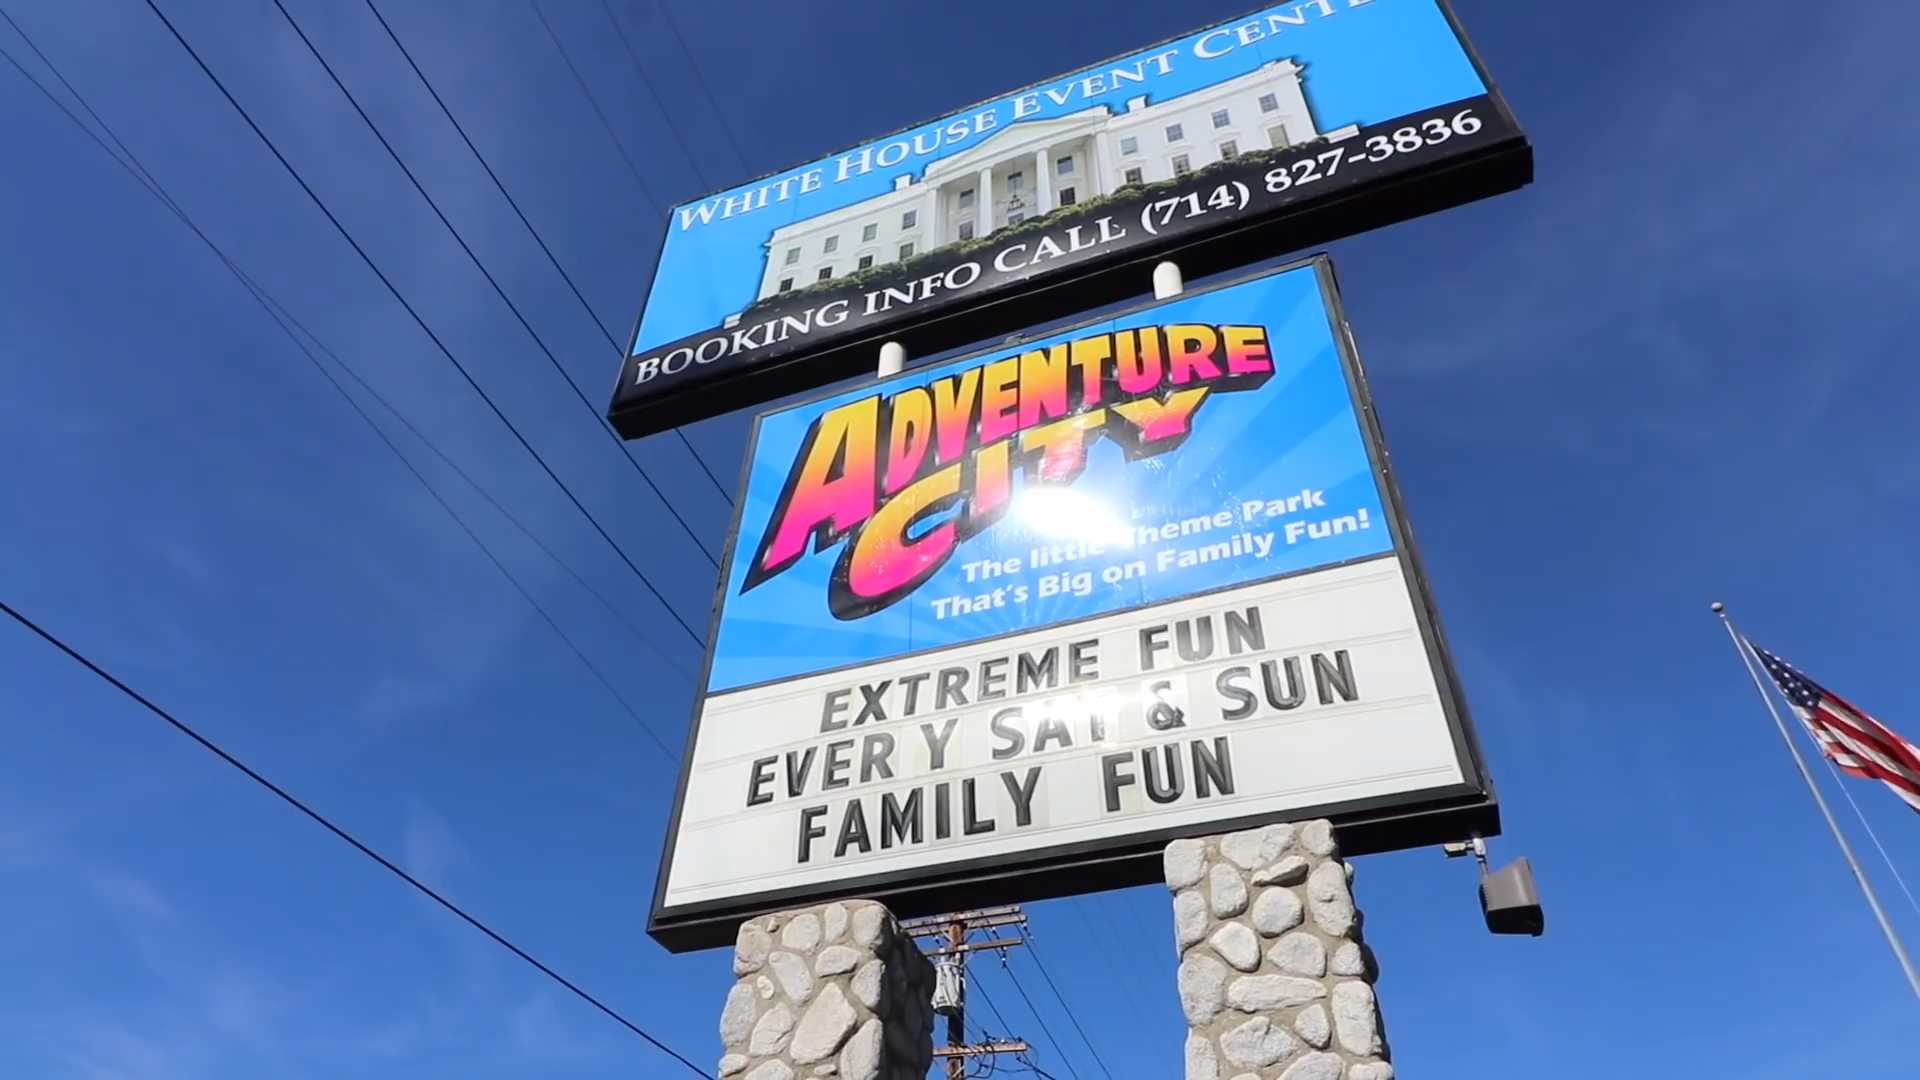 WHITE HOUSE EVENT CENTE
BOOKING INFO CALL (714) 827-3836
ADVENTURE
CITY
The little Theme Park
That's Big on Family Fun!
EXTREME FUN
EVERY SAT & SUN
FAMILY FUN